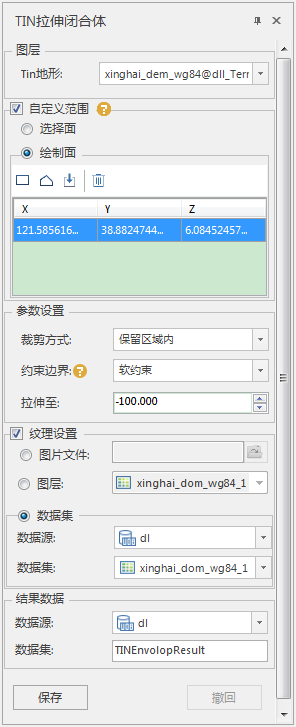 TIN拉伸闭合体
图层
Tin地形: xinghai_dem_wg84@dll_Terr
自定义范围 ?
选择面
绘制面
X Y Z
121.585616... 38.8824744... 6.08452457...
参数设置
裁剪方式: 保留区域内
约束边界: ? 软约束
拉伸至: -100.000
纹理设置
图片文件:
图层: xinghai_dom_wg84_1
数据集
数据源: dl
数据集: xinghai_dom_wg84_1
结果数据
数据源: dl
数据集: TINEnvolopResult
保存 撤回